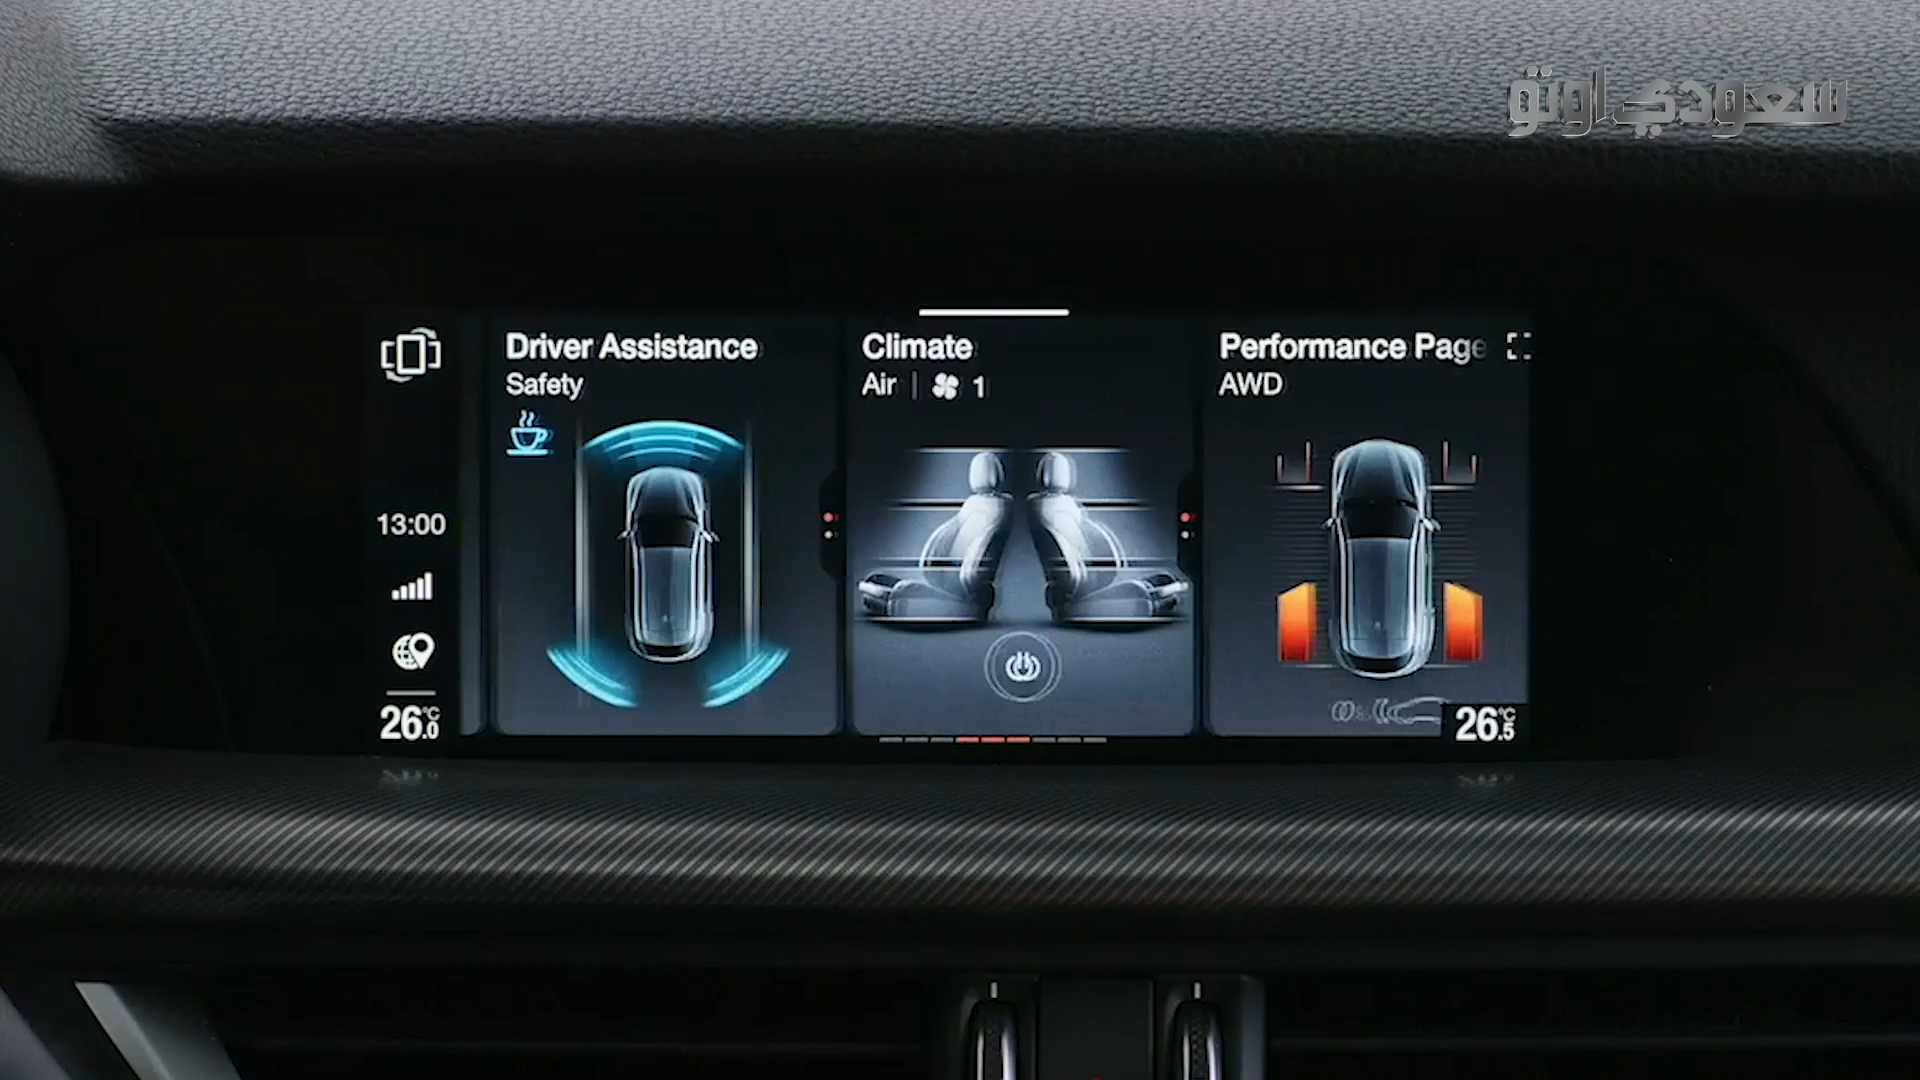 سعودي اوتو
Driver Assistance
Safety
Climate
Air | 1
Performance Page
AWD
13:00
26.0°C
26.5°C